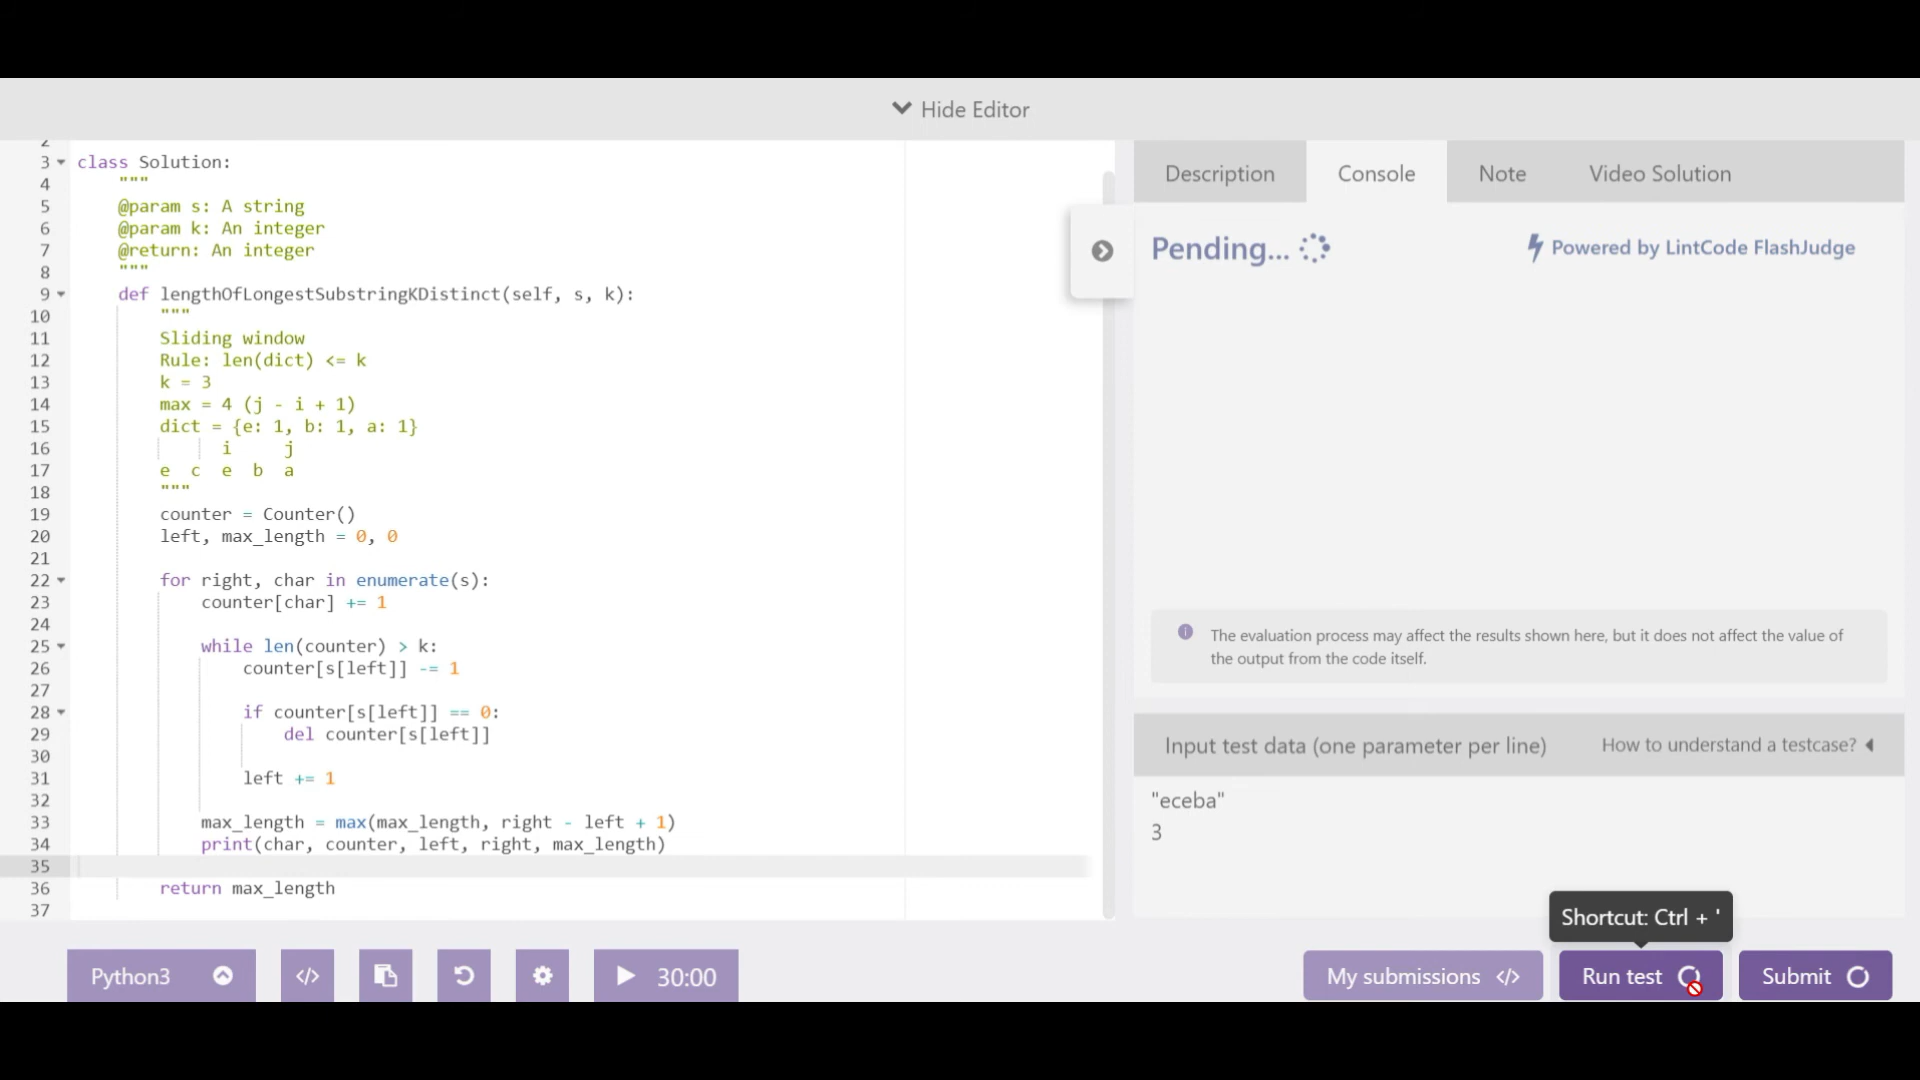 Hide Editor
2
3 class Solution:
4 """
5 @param s: A string
6 @param k: An integer
7 @return: An integer
8 """
9 def lengthOfLongestSubstringKDistinct(self, s, k):
10 """
11 Sliding window
12 Rule: len(dict) <= k
13 k = 3
14 max = 4 (j - i + 1)
15 dict = {e: 1, b: 1, a: 1}
16 i j
17 e c e b a
18 """
19 counter = Counter()
20 left, max_length = 0, 0
21
22 for right, char in enumerate(s):
23 counter[char] += 1
24
25 while len(counter) > k:
26 counter[s[left]] -= 1
27
28 if counter[s[left]] == 0:
29 del counter[s[left]]
30
31 left += 1
32
33 max_length = max(max_length, right - left + 1)
34 print(char, counter, left, right, max_length)
35
36 return max_length
37
Description Console Note Video Solution
Pending... Powered by LintCode FlashJudge
The evaluation process may affect the results shown here, but it does not affect the value of
the output from the code itself.
Input test data (one parameter per line) How to understand a testcase?
"eceba"
3
Shortcut: Ctrl + '
Python3 </> 30:00 My submissions </> Run test Submit